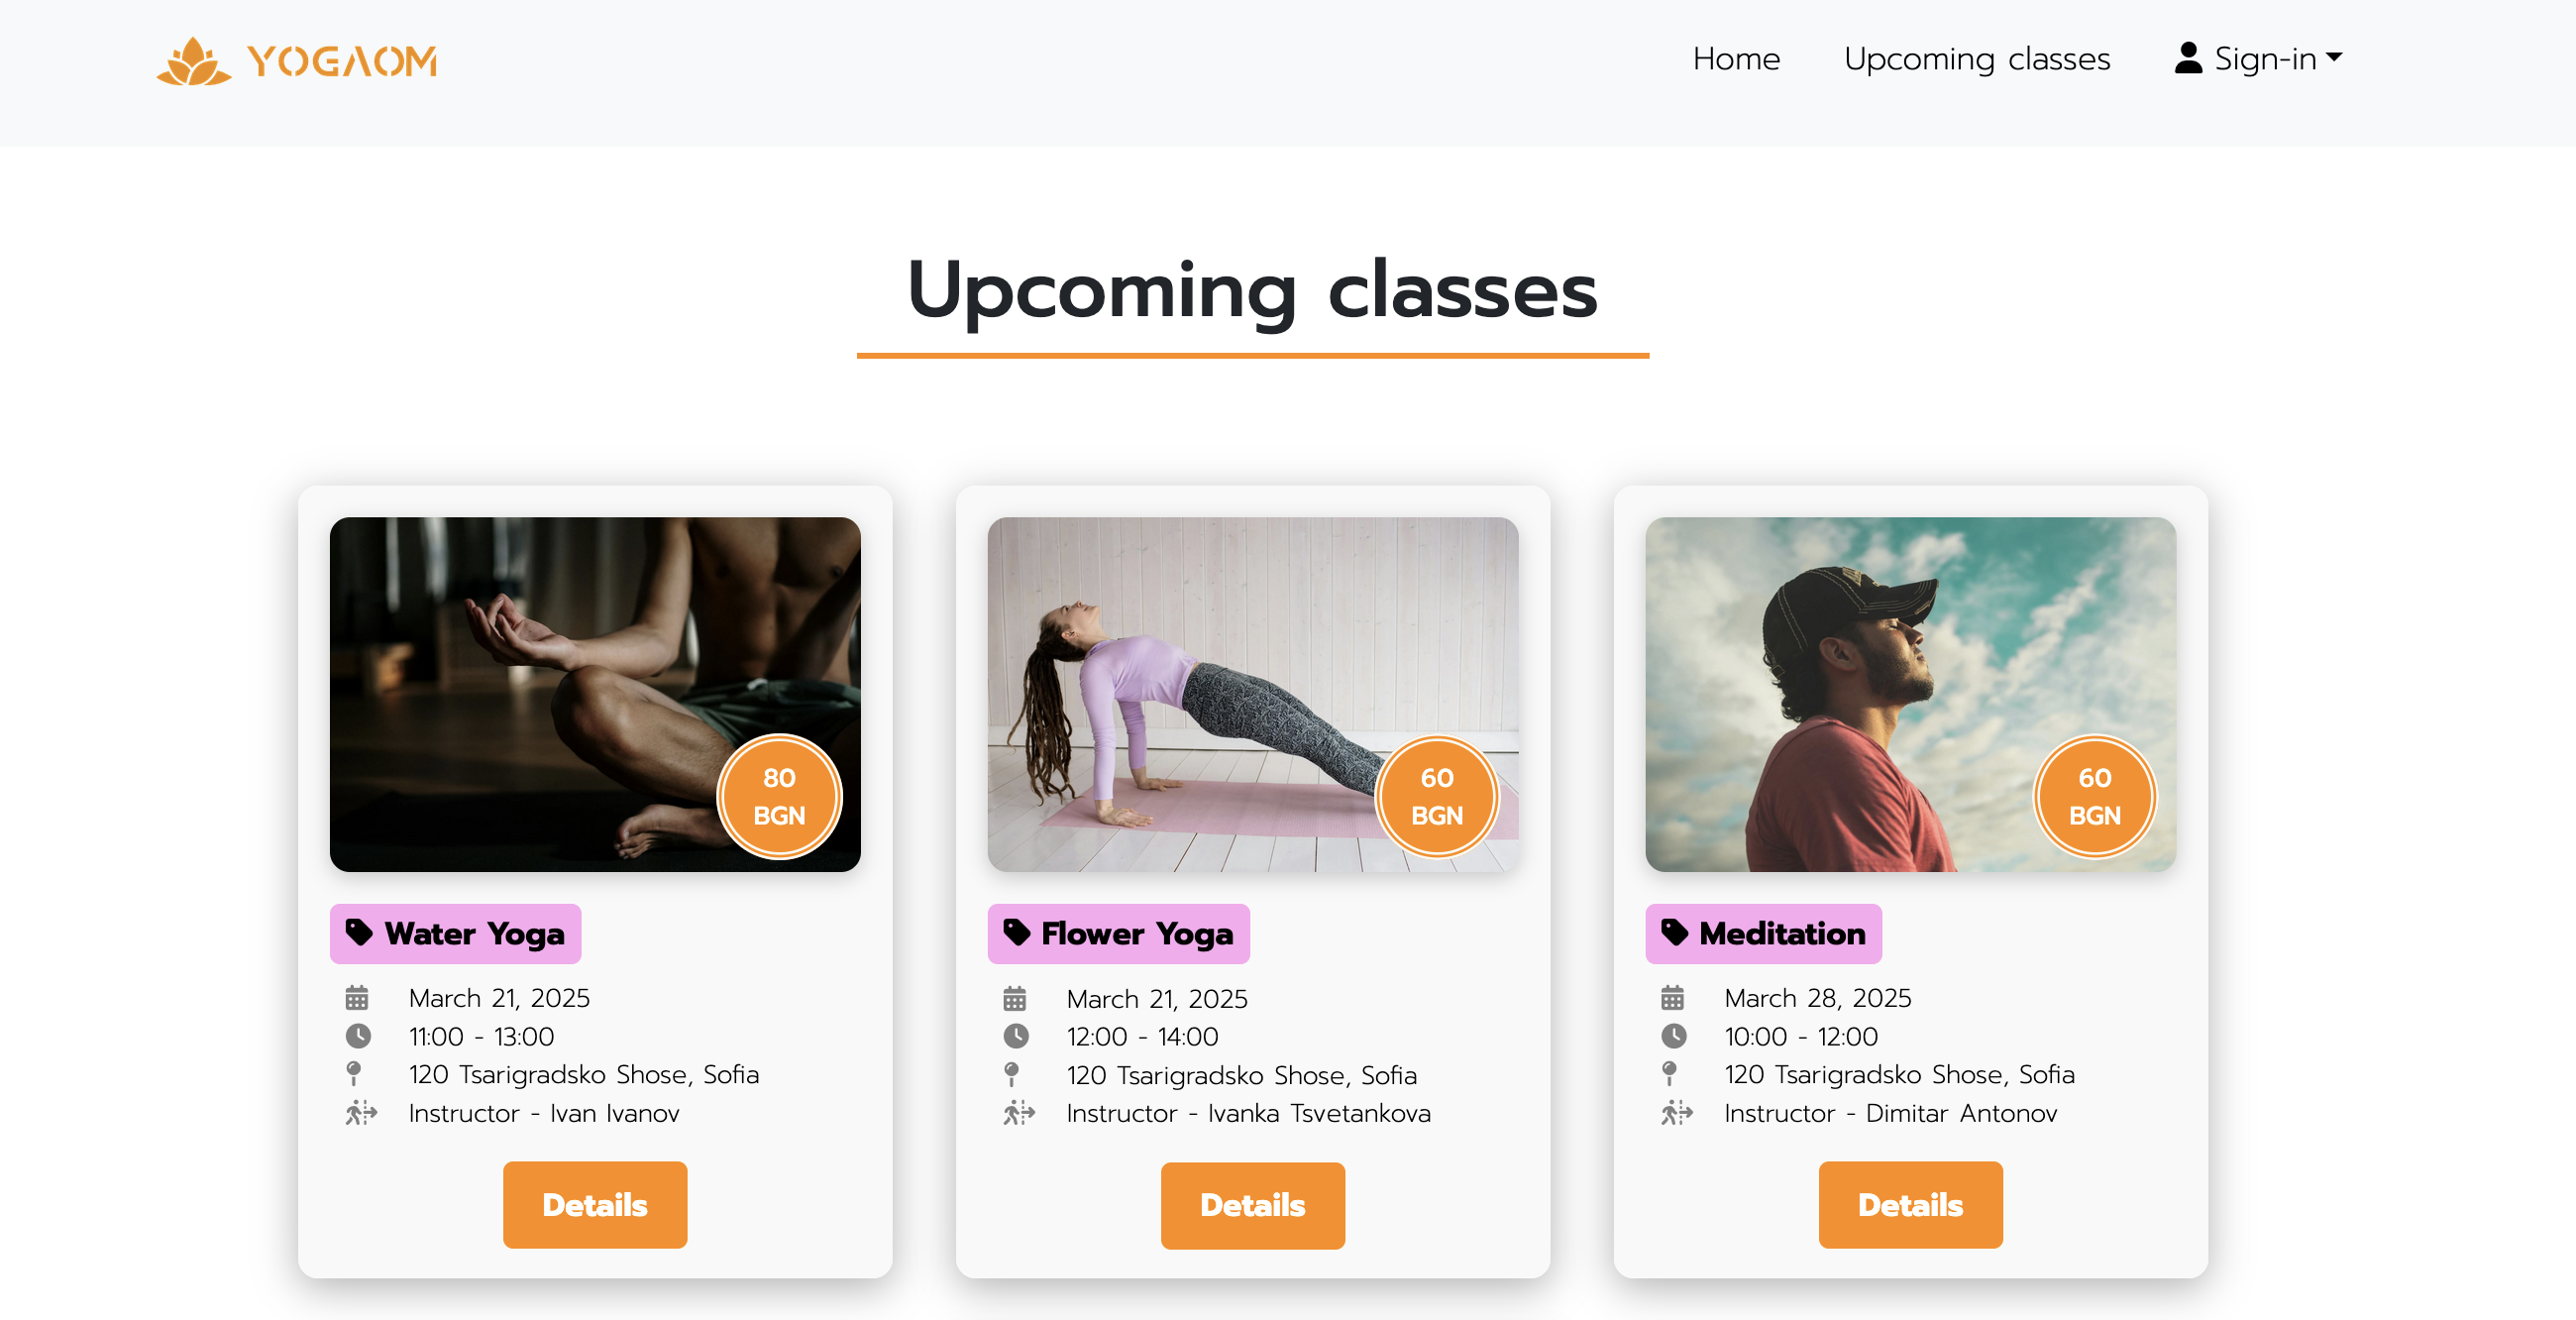 YOGAOM
Home Upcoming classes Sign-in
Upcoming classes
80
BGN
Water Yoga
March 21, 2025
11:00 - 13:00
120 Tsarigradsko Shose, Sofia
Instructor - Ivan Ivanov
Details
60
BGN
Flower Yoga
March 21, 2025
12:00 - 14:00
120 Tsarigradsko Shose, Sofia
Instructor - Ivanka Tsvetankova
Details
60
BGN
Meditation
March 28, 2025
10:00 - 12:00
120 Tsarigradsko Shose, Sofia
Instructor - Dimitar Antonov
Details